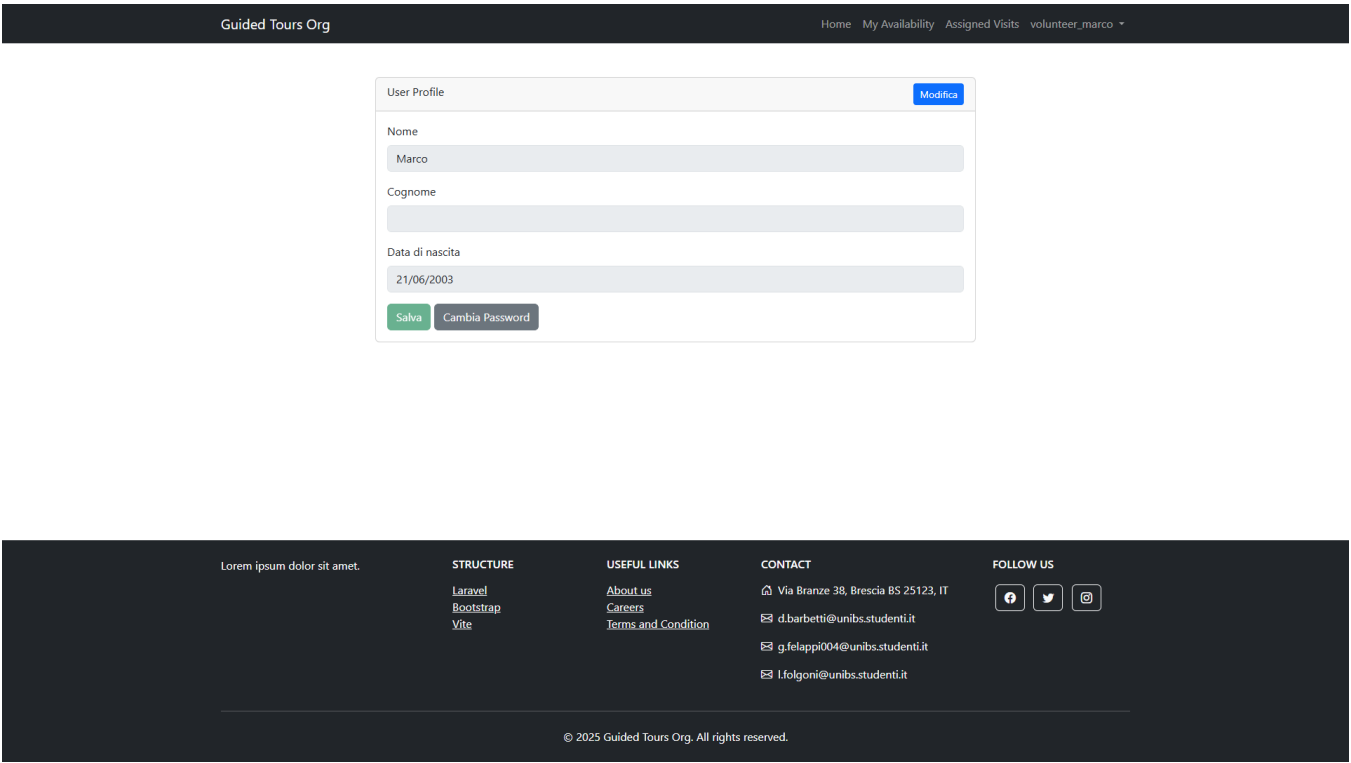 Guided Tours Org
Home My Availability Assigned Visits volunteer_marco
User Profile
Modifica
Nome
Marco
Cognome
Data di nascita
21/06/2003
Salva Cambia Password
Lorem ipsum dolor sit amet.
STRUCTURE
Laravel
Bootstrap
Vite
USEFUL LINKS
About us
Careers
Terms and Condition
CONTACT
Via Branze 38, Brescia BS 25123, IT
d.barbetti@unibs.studenti.it
g.felappi004@unibs.studenti.it
l.folgoni@unibs.studenti.it
FOLLOW US
© 2025 Guided Tours Org. All rights reserved.